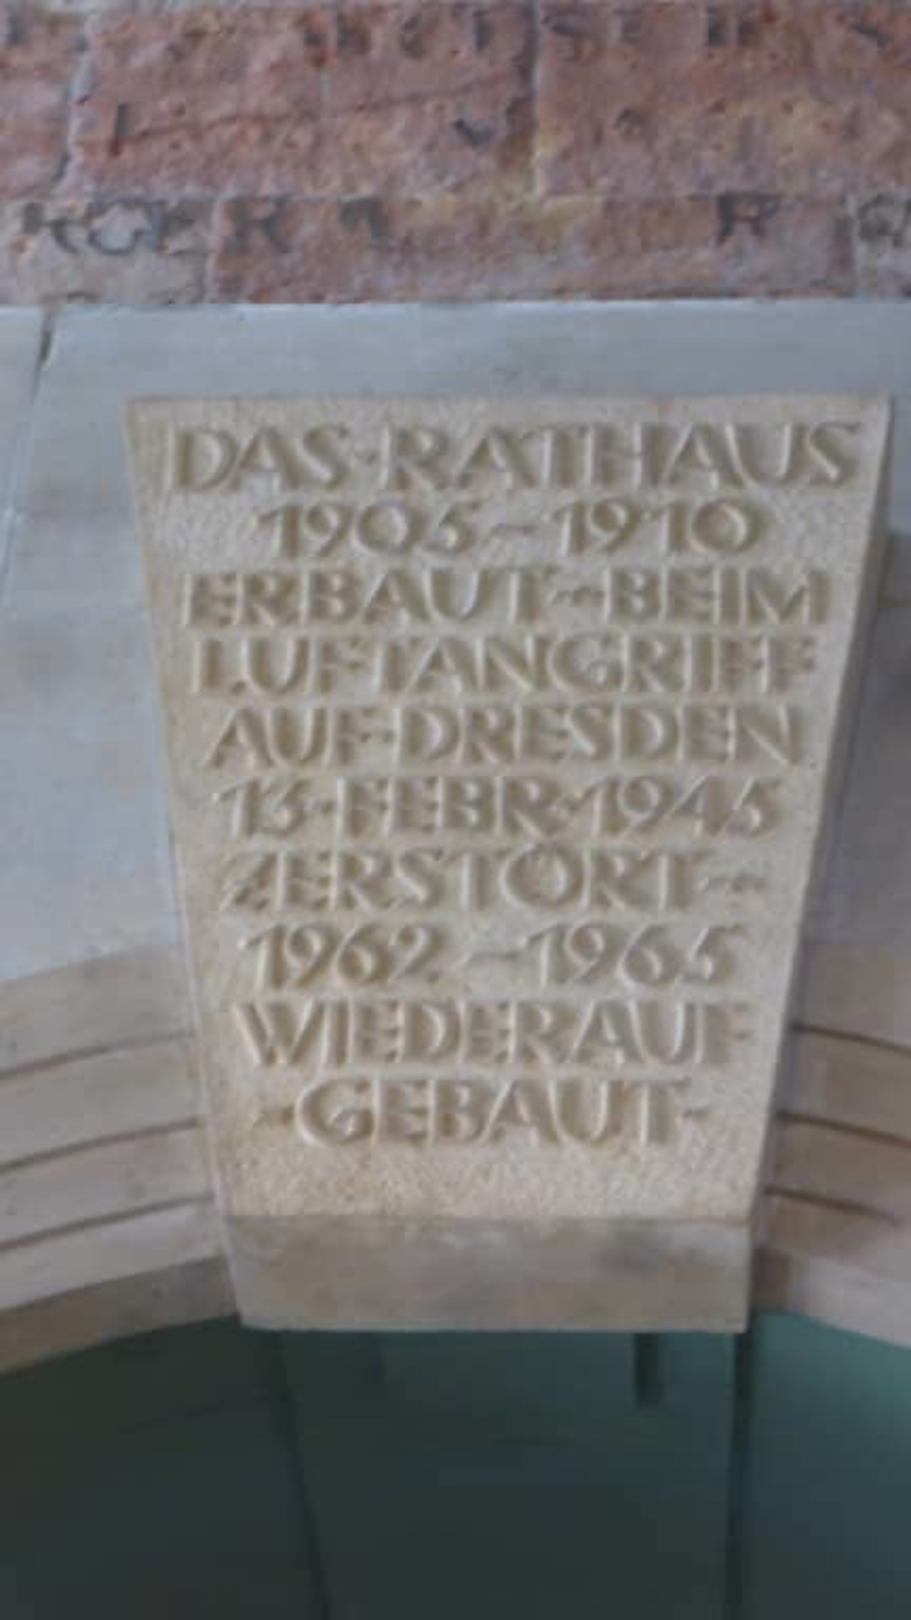 DAS·RATHAUS
1905~1910
ERBAUT~BEIM
LUFTANGRIFF
AUF·DRESDEN
13·FEBR·1945
ZERSTÖRT~
1962~1965
WIEDERAUF
-GEBAUT-